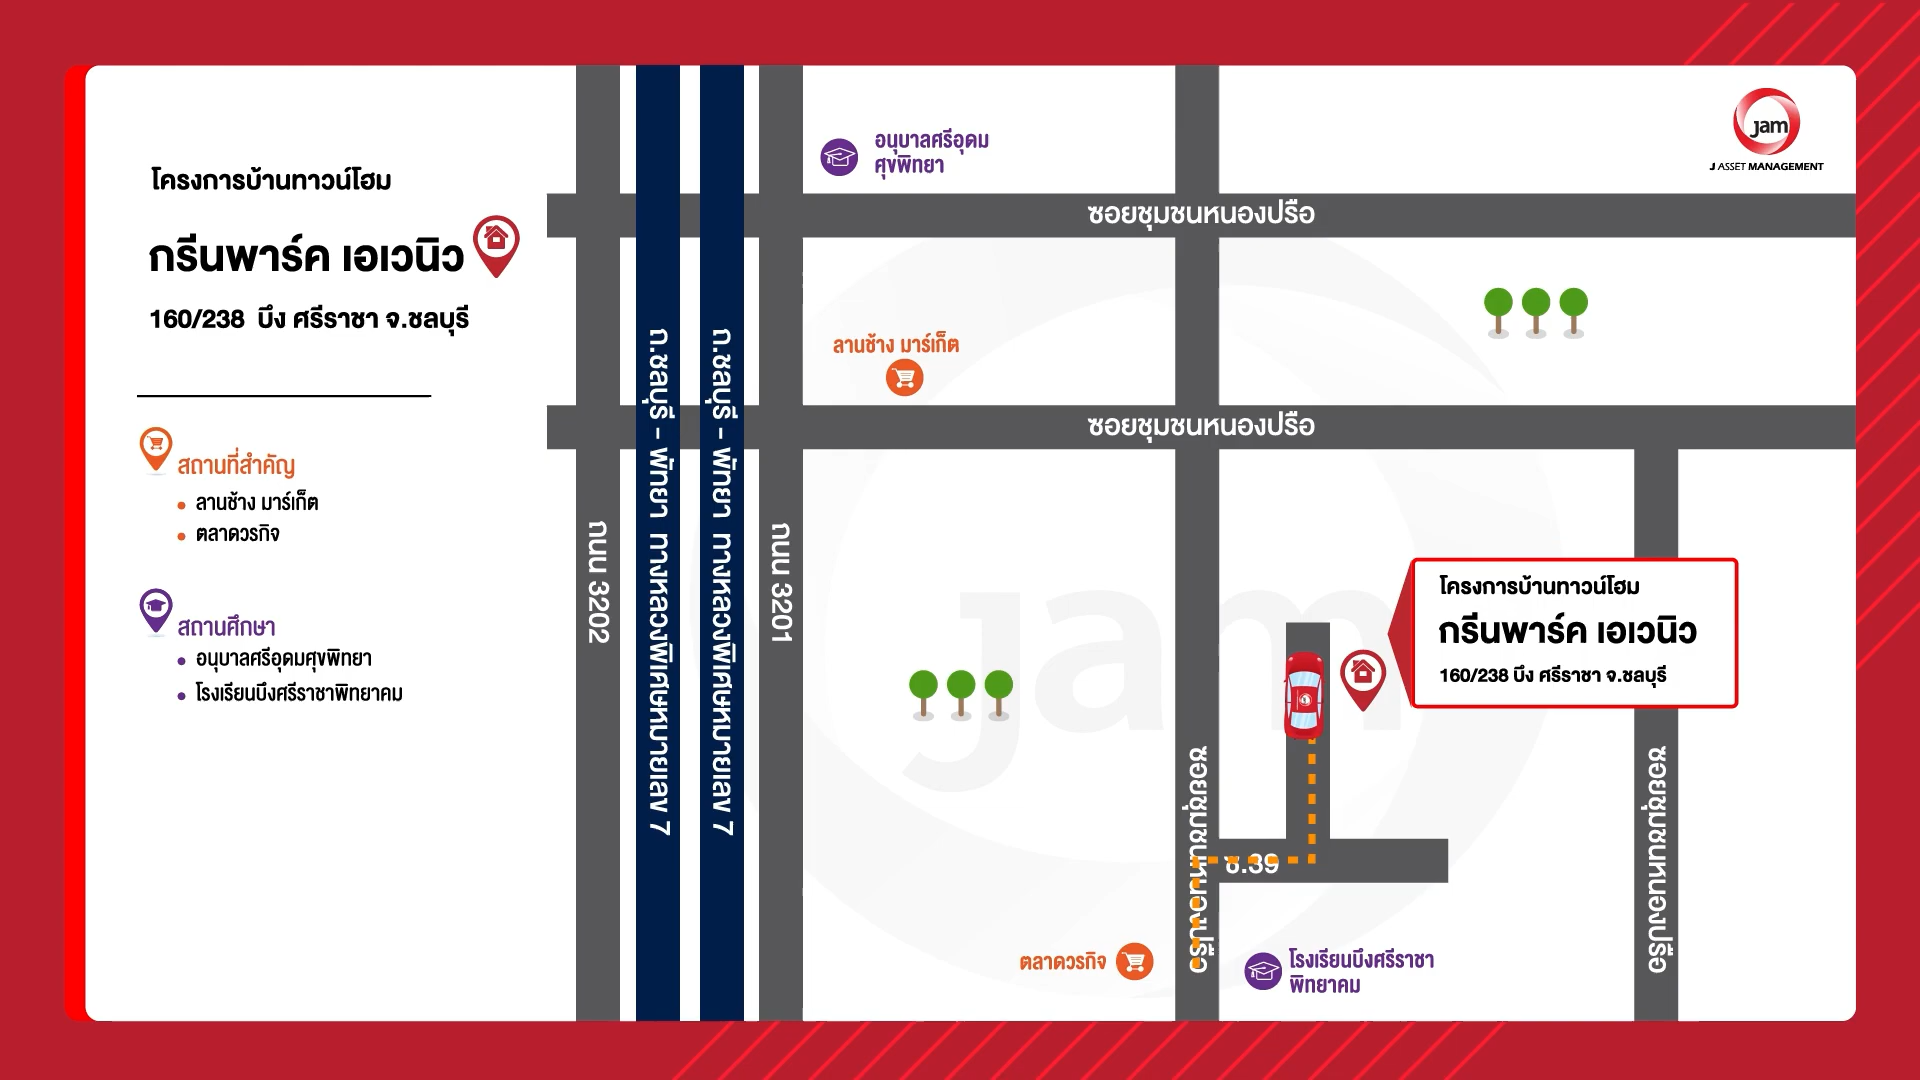 โครงการบ้านทาวน์โฮม
กรีนพาร์ค เอเวนิว
160/238 บึง ศรีราชา จ.ชลบุรี
สถานที่สำคัญ
• ลานช้าง มาร์เก็ต
• ตลาดวรกิจ
สถานศึกษา
• อนุบาลศรีอุดมศุขพิทยา
• โรงเรียนบึงศรีราชาพิทยาคม
ถนน 3202
ถ.ชลบุรี - พัทยา ทางหลวงพิเศษหมายเลข 7
ถ.ชลบุรี - พัทยา ทางหลวงพิเศษหมายเลข 7
ถนน 3201
อนุบาลศรีอุดม
ศุขพิทยา
ซอยชุมชนหนองปรือ
ลานช้าง มาร์เก็ต
ซอยชุมชนหนองปรือ
jam
J ASSET MANAGEMENT
jam
โครงการบ้านทาวน์โฮม
กรีนพาร์ค เอเวนิว
160/238 บึง ศรีราชา จ.ชลบุรี
ซอยชุมชนหนองปรือ
ซ.39
ซอยชุมชนหนองปรือ
ตลาดวรกิจ
โรงเรียนบึงศรีราชา
พิทยาคม